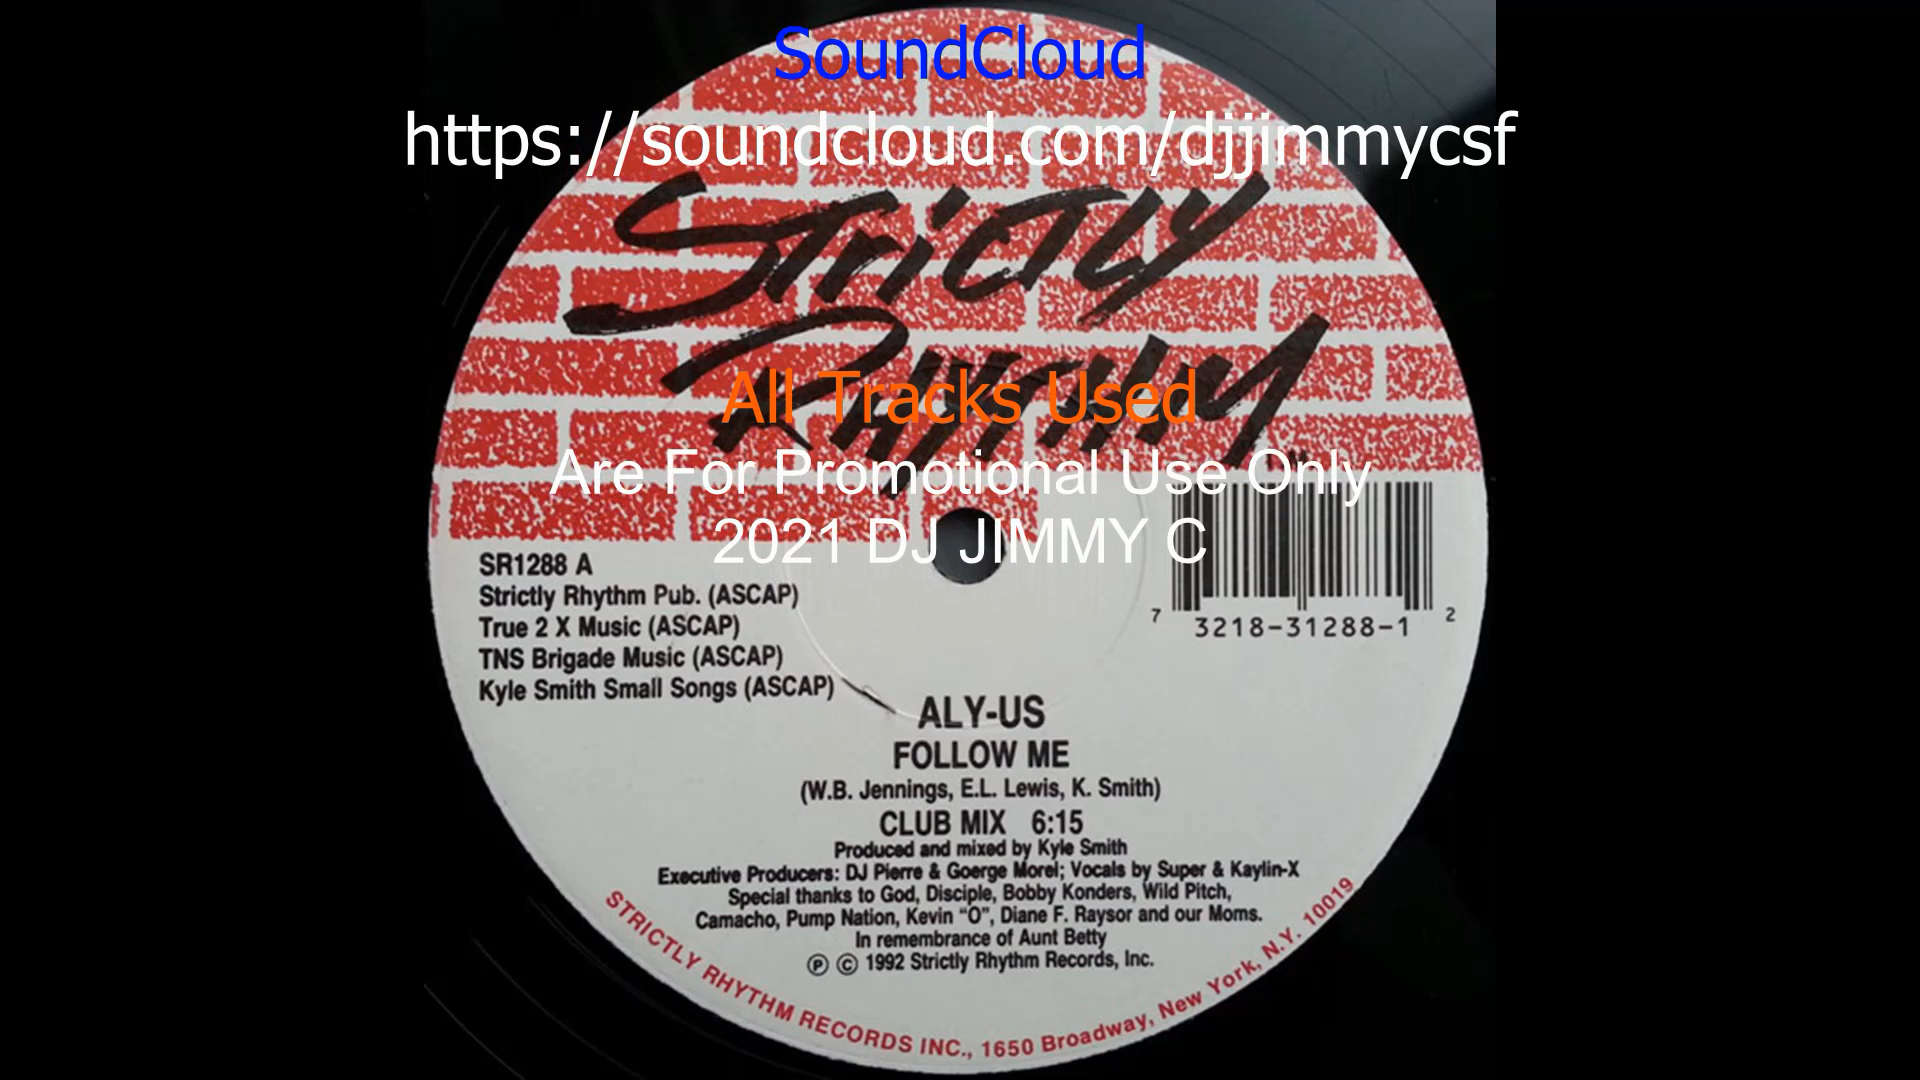 SoundCloud
https://soundcloud.com/djjimmycsf
Strictly
Rhythm
All Tracks Used
Are For Promotional Use Only
2021 DJ JIMMY C
SR1288 A
Strictly Rhythm Pub. (ASCAP)
True 2 X Music (ASCAP)
TNS Brigade Music (ASCAP)
Kyle Smith Small Songs (ASCAP)
7 3218-31288-1 2
ALY-US
FOLLOW ME
(W.B. Jennings, E.L. Lewis, K. Smith)
CLUB MIX 6:15
Produced and mixed by Kyle Smith
Executive Producers: DJ Pierre & Goerge Morel; Vocals by Super & Kaylin-X
Special thanks to God, Disciple, Bobby Konders, Wild Pitch,
Camacho, Pump Nation, Kevin “O”, Diane F. Raysor and our Moms.
In remembrance of Aunt Betty
Ⓟ © 1992 Strictly Rhythm Records, Inc.
STRICTLY RHYTHM RECORDS INC., 1650 Broadway, New York, N.Y. 10019